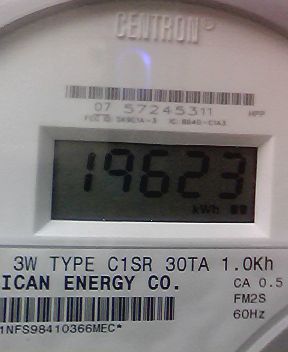 CENTRON®
07 57245311
HPP
19623
kWh
3W TYPE C1SR 30TA 1.0Kh
ICAN ENERGY CO.
CA 0.5
FM2S
60Hz
1NFS98410366MEC*